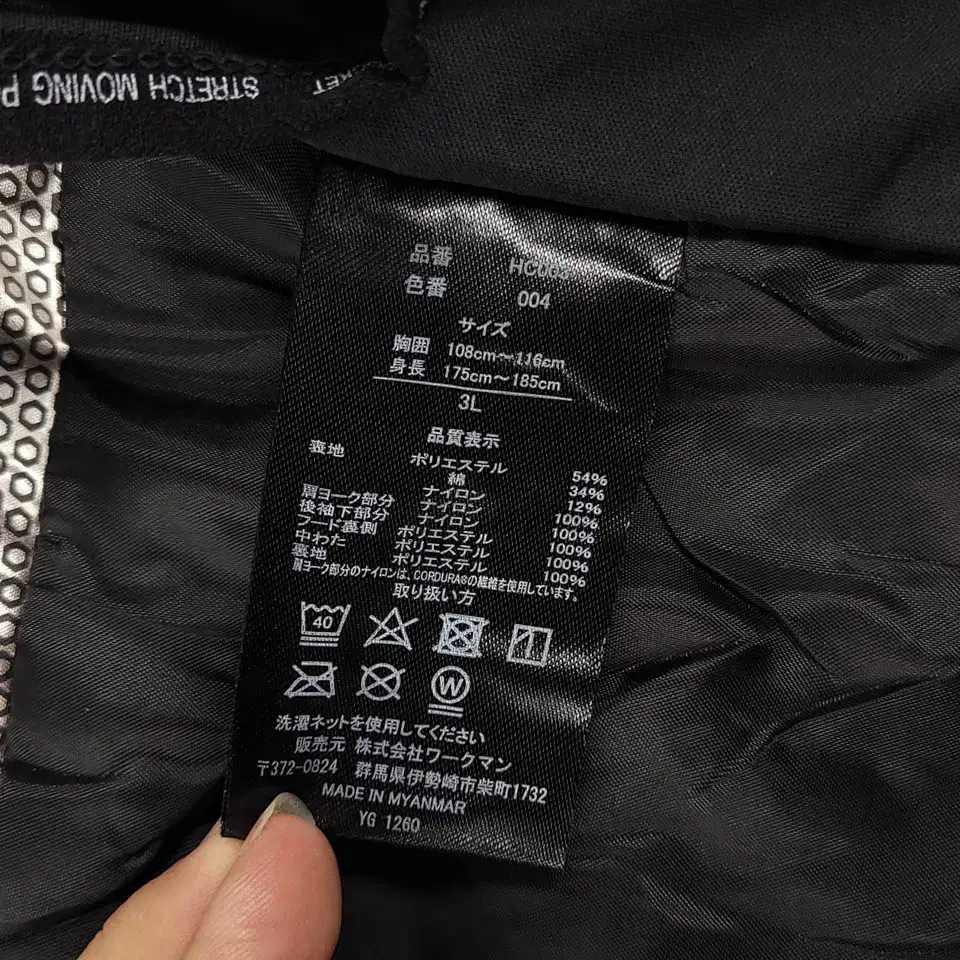 STRETCH MOVING P
KET
品番 HC003
色番 004
サイズ
胸囲 108cm～116cm
身長 175cm～185cm
3L
品質表示
表地 ポリエステル 54%
綿 34%
ナイロン 12%
肩ヨーク部分 ナイロン 100%
後袖下部分 ナイロン 100%
フード裏側 ポリエステル 100%
中わた ポリエステル 100%
裏地 ポリエステル 100%
肩ヨーク部分のナイロンは、CORDURA®の繊維を使用しています。
取り扱い方
40
W
洗濯ネットを使用してください
販売元 株式会社ワークマン
〒372-0824 群馬県伊勢崎市柴町1732
MADE IN MYANMAR
YG 1260